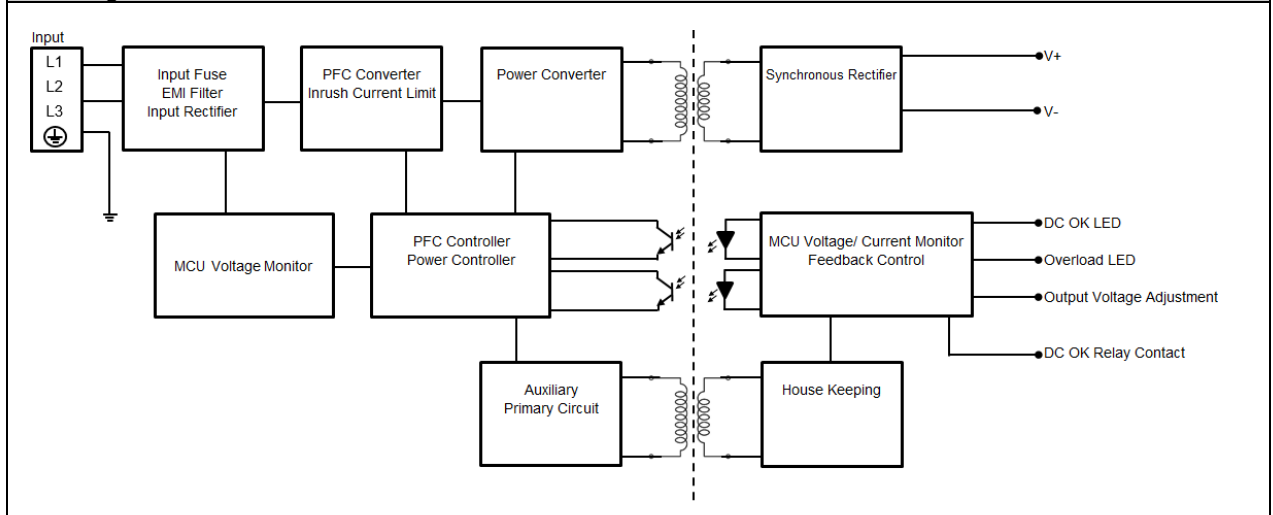 Input
L1
L2
L3
Input Fuse
EMI Filter
Input Rectifier
PFC Converter
Inrush Current Limit
Power Converter
Synchronous Rectifier
V+
V-
MCU Voltage Monitor
PFC Controller
Power Controller
MCU Voltage/ Current Monitor
Feedback Control
DC OK LED
Overload LED
Output Voltage Adjustment
DC OK Relay Contact
Auxiliary
Primary Circuit
House Keeping